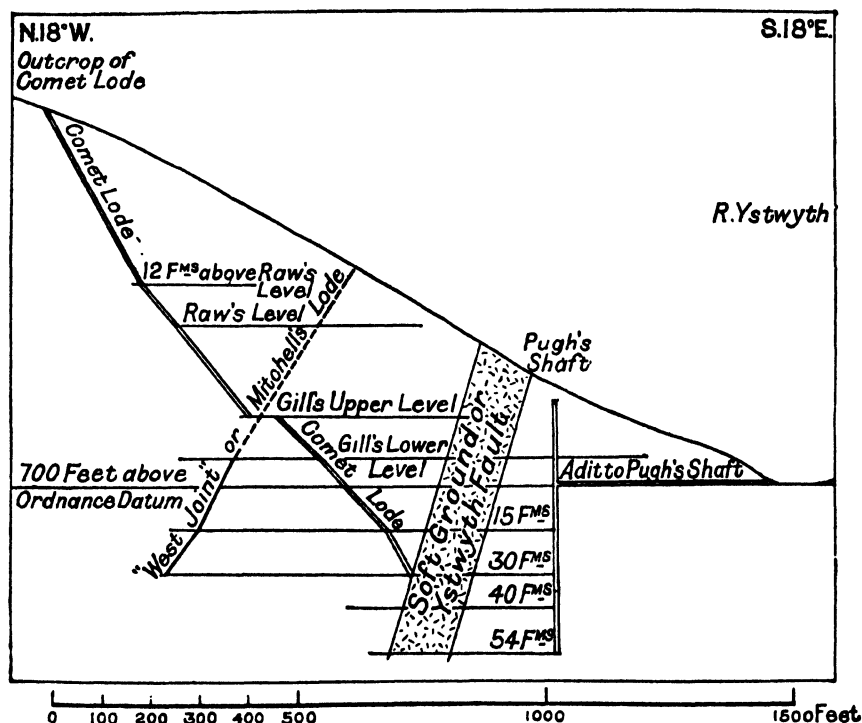 N.18°W.
S.18°E.
Outcrop of
Comet Lode
Comet Lode
R.Ystwyth
12 FMS above Raw's
Level
Raw's Level
"West Joint" or Mitchell's Lode
Pugh's
Shaft
Gill's Upper Level
Comet Lode
Gill's Lower
Level
Soft Ground or
Ystwyth Fault
700 Feet above
Ordnance Datum
Adit to Pugh's Shaft
15 FMS
30 FMS
40 FMS
54 FMS
0 100 200 300 400 500 1000 1500 Feet